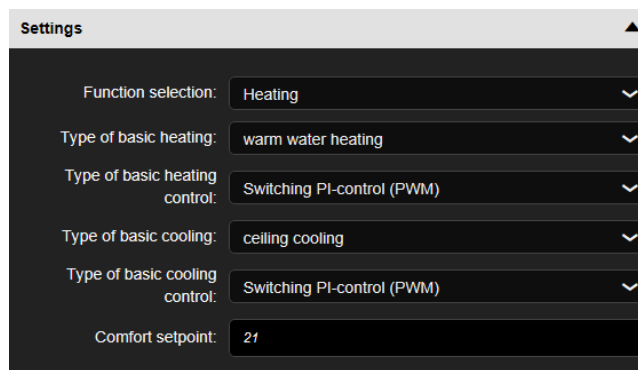 Settings
Function selection: Heating
Type of basic heating: warm water heating
Type of basic heating
control: Switching PI-control (PWM)
Type of basic cooling: ceiling cooling
Type of basic cooling
control: Switching PI-control (PWM)
Comfort setpoint: 21